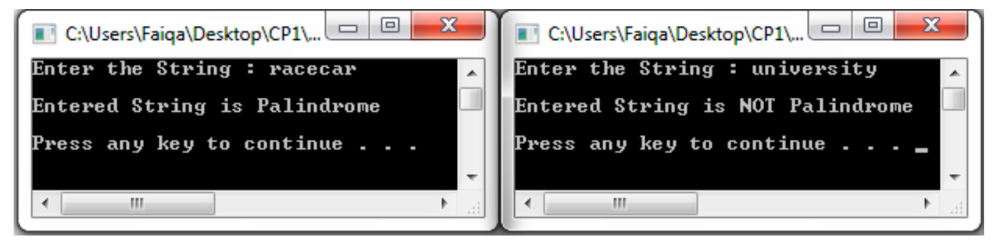 C:\Users\Faiqa\Desktop\CP1\...
Enter the String : racecar
Entered String is Palindrome
Press any key to continue . . .
C:\Users\Faiqa\Desktop\CP1\...
Enter the String : university
Entered String is NOT Palindrome
Press any key to continue . . . _